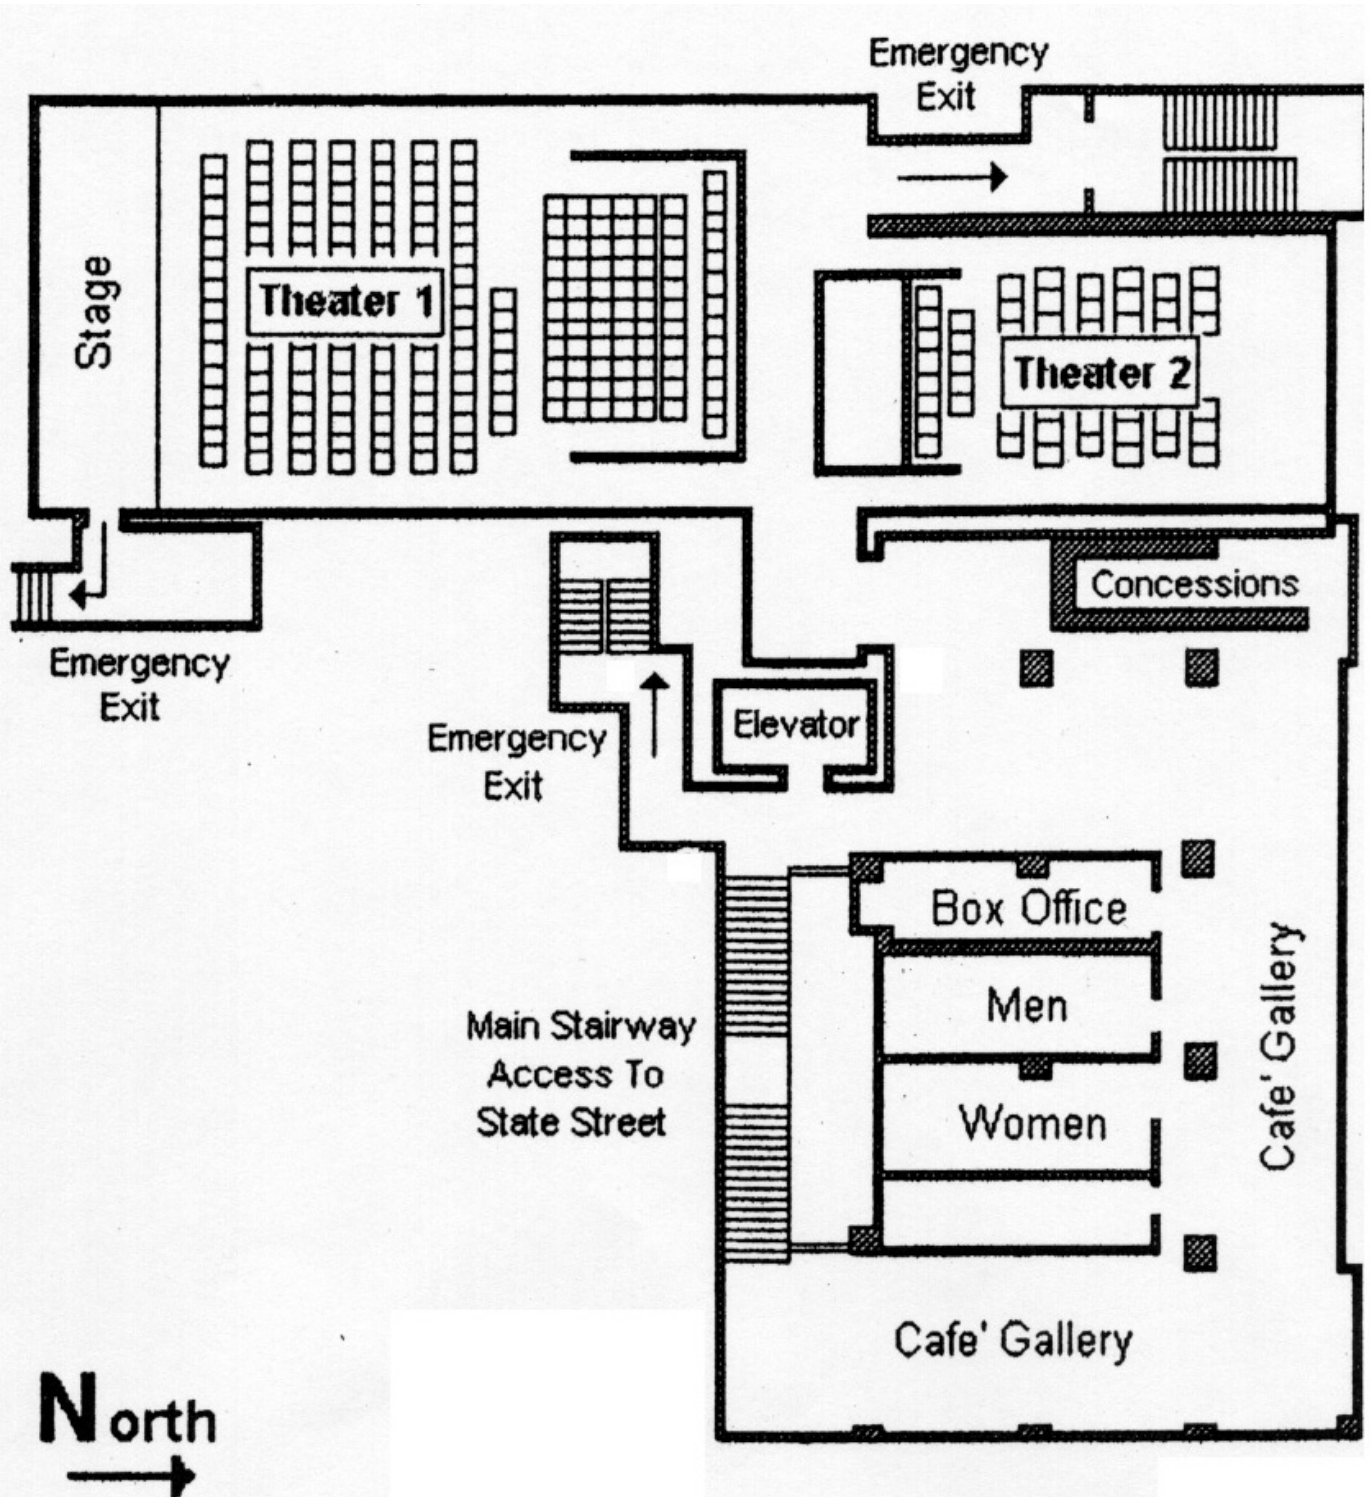 Emergency
Exit
Stage
Theater 1
Theater 2
Concessions
Emergency
Exit
Emergency
Exit
Elevator
Box Office
Men
Main Stairway
Access To
State Street
Women
Cafe' Gallery
Cafe' Gallery
North